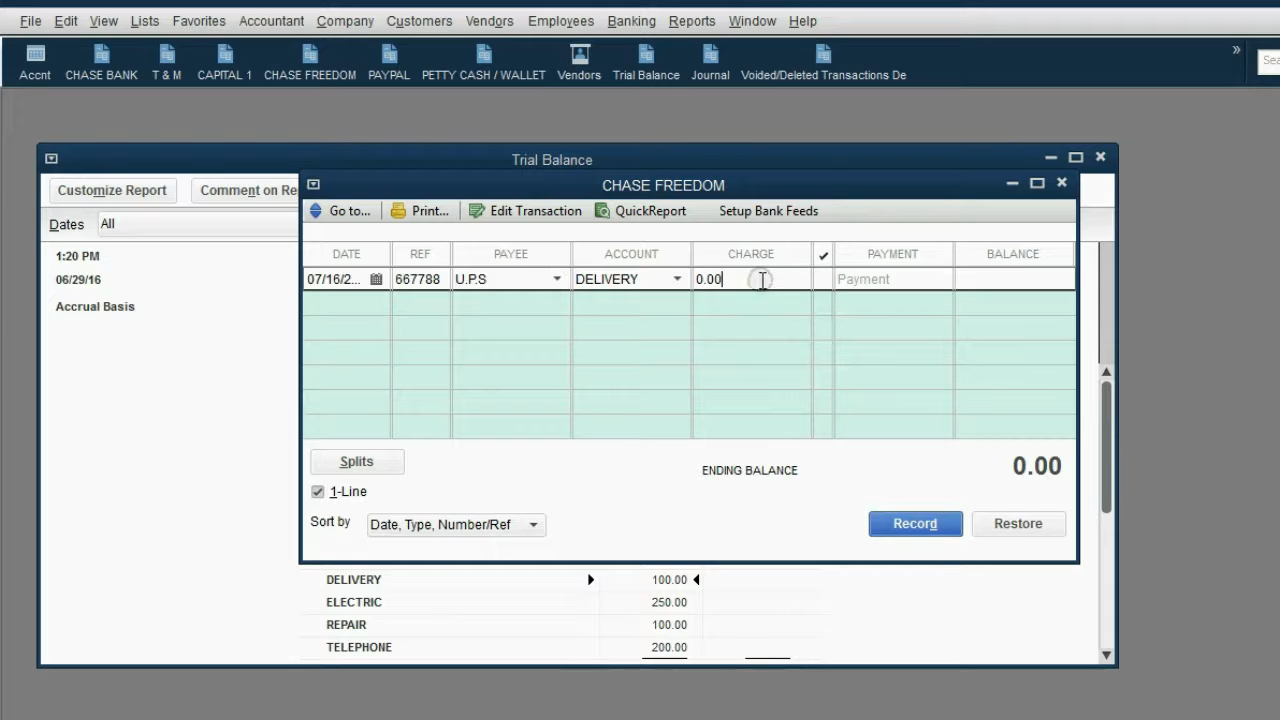 File Edit View Lists Favorites Accountant Company Customers Vendors Employees Banking Reports Window Help
» Sea
Accnt CHASE BANK T & M CAPITAL 1 CHASE FREEDOM PAYPAL PETTY CASH / WALLET Vendors Trial Balance Journal Voided/Deleted Transactions De
Trial Balance
Customize Report Comment on Re
Dates All
1:20 PM
06/29/16
Accrual Basis
CHASE FREEDOM
Go to... Print... Edit Transaction QuickReport Setup Bank Feeds
DATE REF PAYEE ACCOUNT CHARGE ✓ PAYMENT BALANCE
07/16/2... 667788 U.P.S DELIVERY 0.00 Payment
Splits
ENDING BALANCE 0.00
1-Line
Sort by Date, Type, Number/Ref
Record Restore
DELIVERY 100.00
ELECTRIC 250.00
REPAIR 100.00
TELEPHONE 200.00